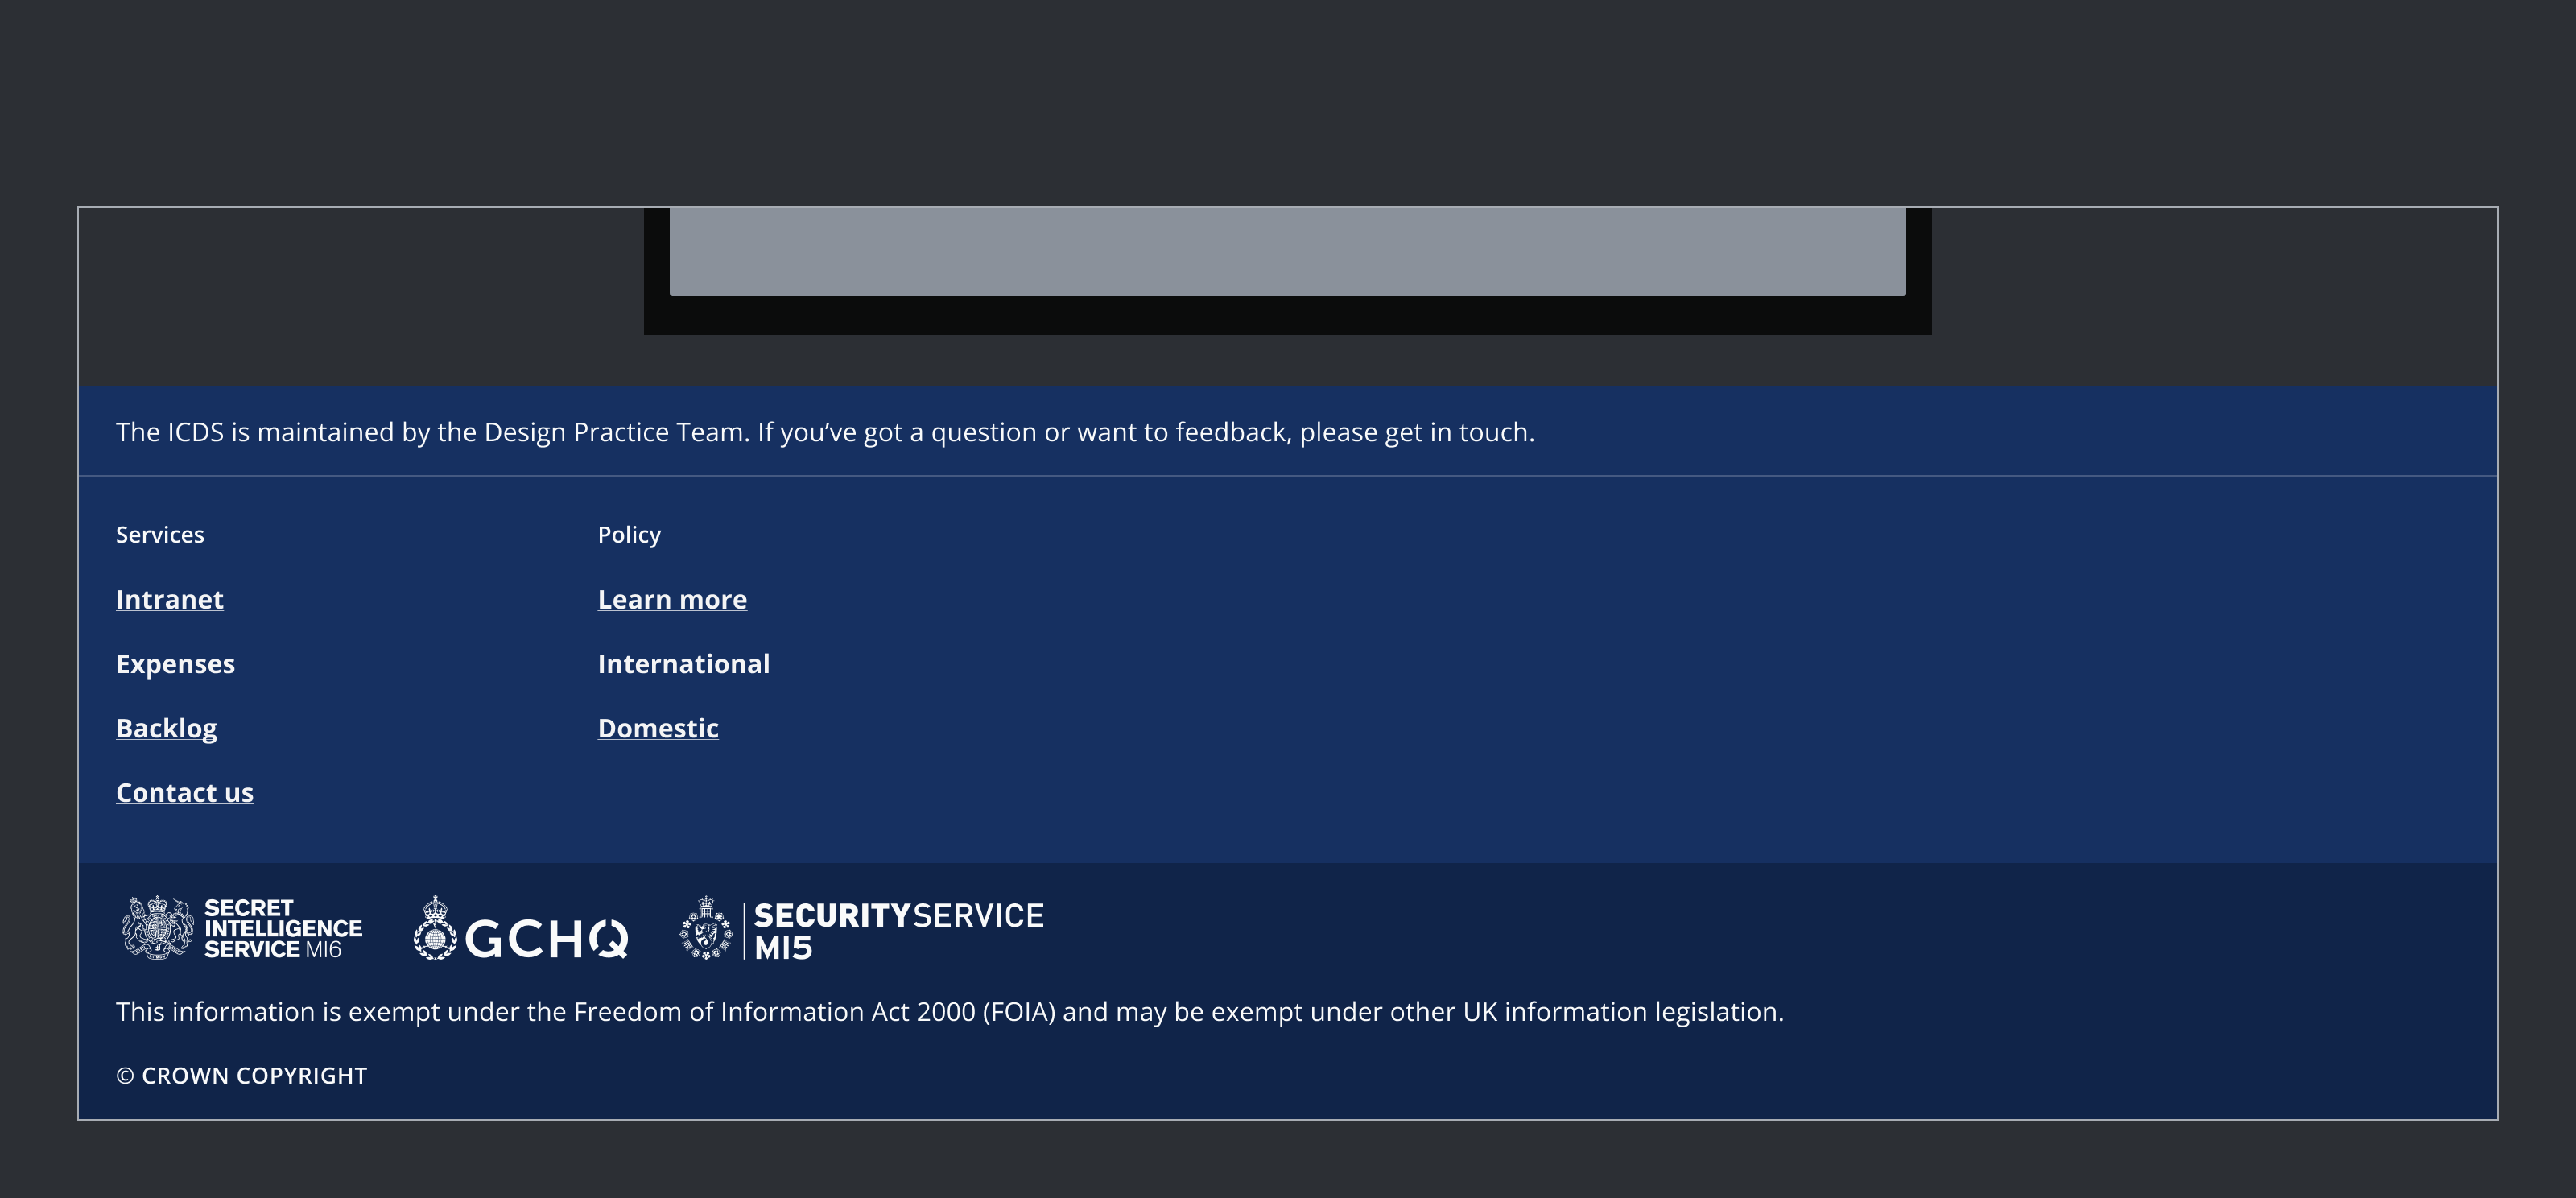 The ICDS is maintained by the Design Practice Team. If you’ve got a question or want to feedback, please get in touch.
Services
Intranet
Expenses
Backlog
Contact us
Policy
Learn more
International
Domestic
SECRET
INTELLIGENCE
SERVICE MI6
GCHQ
SECURITYSERVICE
MI5
This information is exempt under the Freedom of Information Act 2000 (FOIA) and may be exempt under other UK information legislation.
© CROWN COPYRIGHT